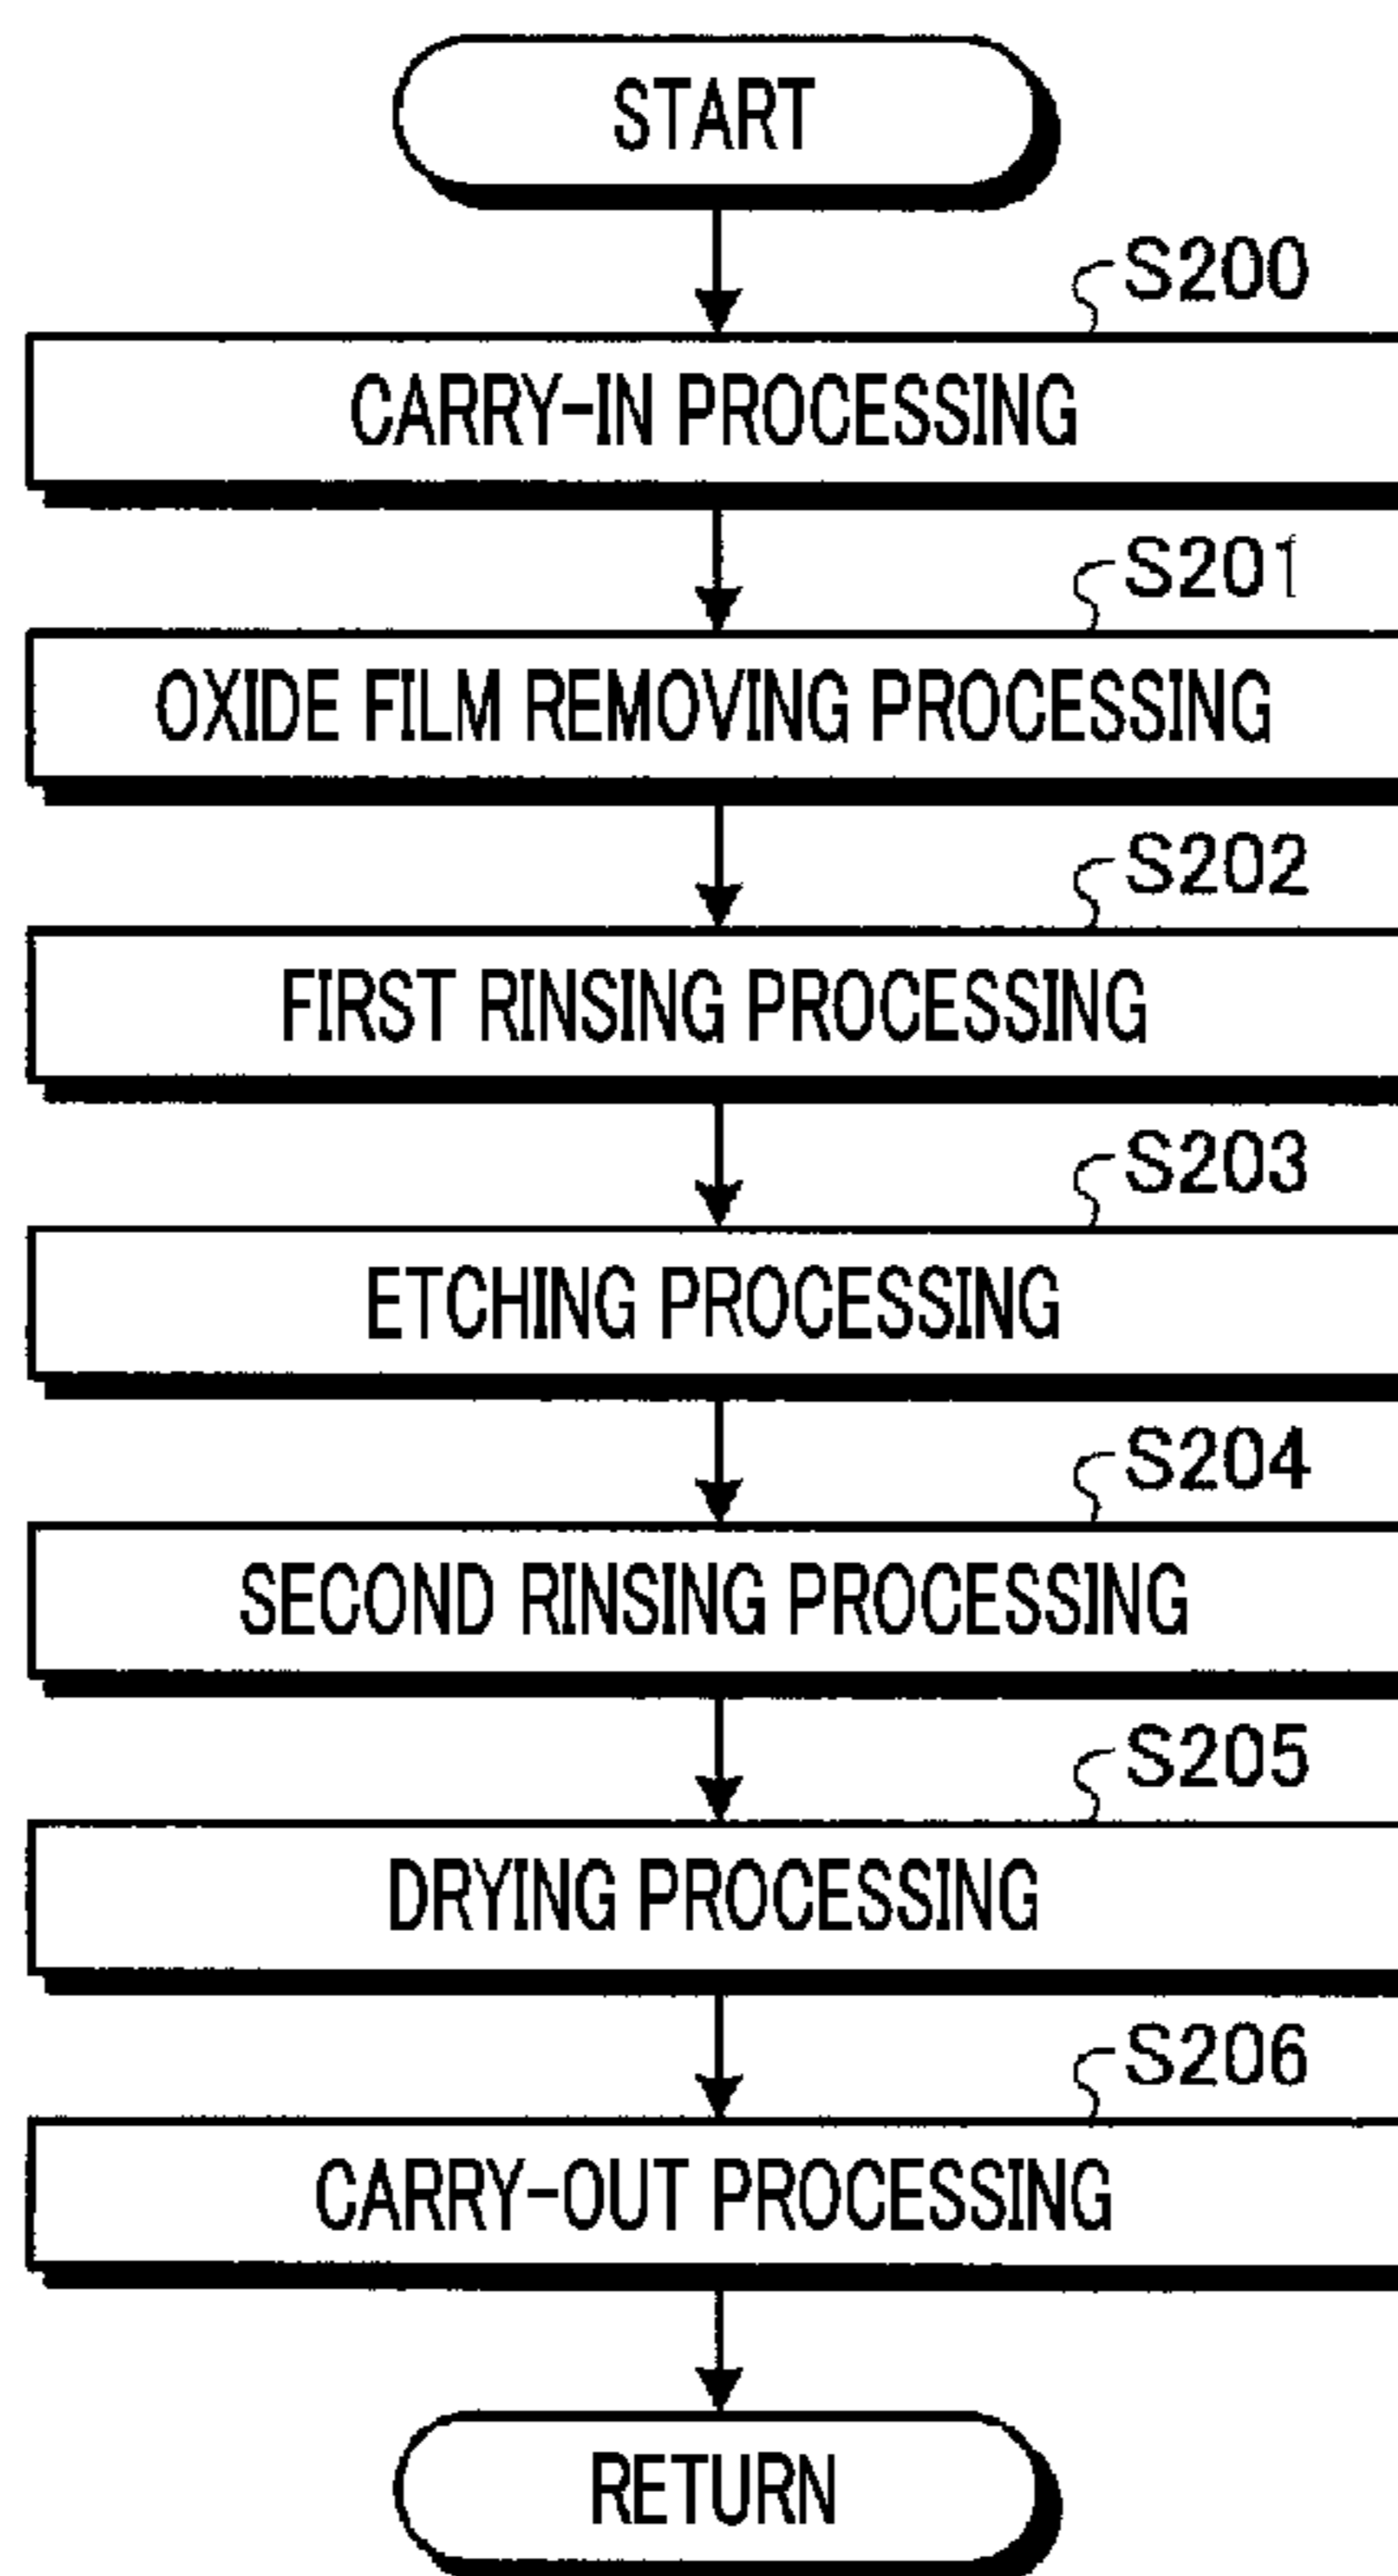 START
S200
CARRY-IN PROCESSING
S201
OXIDE FILM REMOVING PROCESSING
S202
FIRST RINSING PROCESSING
S203
ETCHING PROCESSING
S204
SECOND RINSING PROCESSING
S205
DRYING PROCESSING
S206
CARRY-OUT PROCESSING
RETURN